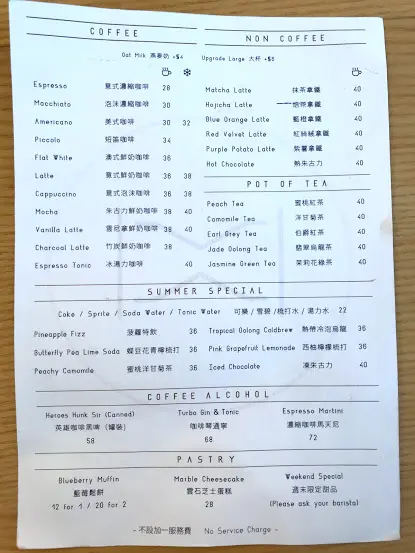 COFFEE
Oat Milk 燕麥奶 +$4
Espresso 意式濃縮咖啡 28
Macchiato 泡沫濃縮咖啡 30
Americano 美式咖啡 30 32
Piccolo 短笛咖啡 34
Flat White 澳式鮮奶咖啡 36
Latte 意式鮮奶咖啡 36 38
Cappuccino 意式泡沫咖啡 36 38
Mocha 朱古力鮮奶咖啡 38 40
Vanilla Latte 雲尼拿鮮奶咖啡 38 40
Charcoal Latte 竹炭鮮奶咖啡 38
Espresso Tonic 冰湯力咖啡 40
NON COFFEE
Upgrade Large 大杯 +$8
Matcha Latte 抹茶拿鐵 40
Hojicha Latte 焙茶拿鐵 40
Blue Orange Latte 藍橙拿鐵 40
Red Velvet Latte 紅絲絨拿鐵 40
Purple Potato Latte 紫薯拿鐵 40
Hot Chocolate 熱朱古力 40
POT OF TEA
Peach Tea 蜜桃紅茶 40
Camomile Tea 洋甘菊茶 40
Earl Grey Tea 伯爵紅茶 40
Jade Oolong Tea 翡翠烏龍茶 40
Jasmine Green Tea 茉莉花綠茶 40
SUMMER SPECIAL
Coke / Sprite / Soda Water / Tonic Water 可樂 / 雪碧 /梳打水 / 湯力水 22
Pineapple Fizz 菠蘿特飲 36
Butterfly Pea Lime Soda 蝶豆花青檸梳打 36
Peachy Camomile 蜜桃洋甘菊茶 36
Tropical Oolong Coldbrew 熱帶冷泡烏龍 36
Pink Grapefruit Lemonade 西柚檸檬梳打 36
Iced Chocolate 凍朱古力 40
COFFEE ALCOHOL
Heroes Hunk Sir (Canned)
英雄咖啡黑啤 (罐裝)
58
Turbo Gin & Tonic
咖啡琴通寧
68
Espresso Martini
濃縮咖啡馬天尼
72
PASTRY
Blueberry Muffin
藍莓鬆餅
12 for 1 / 20 for 2
Marble Cheesecake
雲石芝士蛋糕
28
Weekend Special
週末限定甜品
(Please ask your barista)
- 不設加一服務費 No Service Charge -